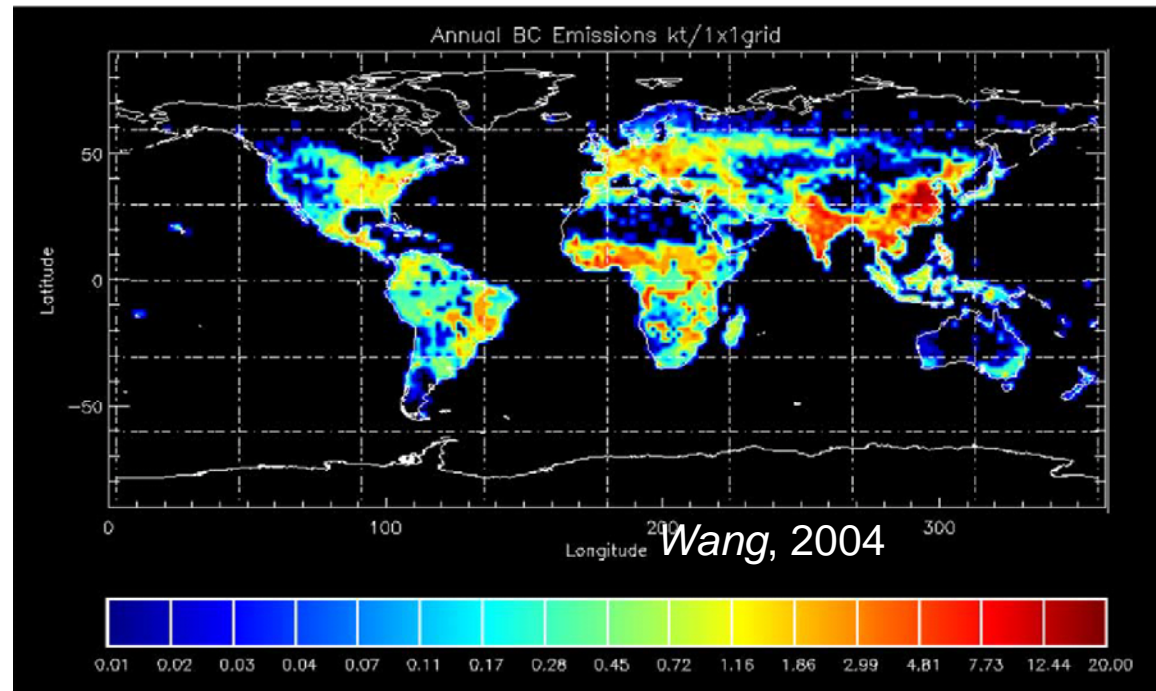 Annual BC Emissions kt/1x1grid
Latitude
50
0
−50
0 100 200 300
Longitude
Wang, 2004
0.01 0.02 0.03 0.04 0.07 0.11 0.17 0.28 0.45 0.72 1.16 1.86 2.99 4.81 7.73 12.44 20.00